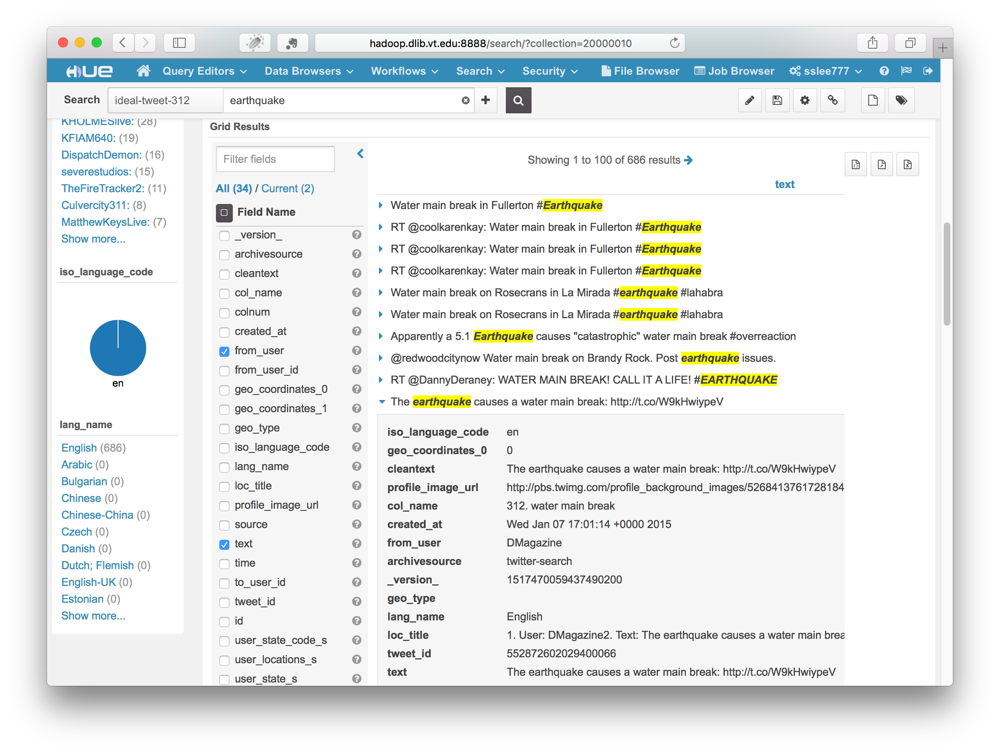 hadoop.dlib.vt.edu:8888/search/?collection=20000010
HUE Query Editors Data Browsers Workflows Search Security File Browser Job Browser sslee777
Search ideal-tweet-312 earthquake
KHOLMESlive: (28)
KFIAM640: (19)
DispatchDemon: (16)
severestudios: (15)
TheFireTracker2: (11)
Culvercity311: (8)
MatthewKeysLive: (7)
Show more...
iso_language_code
en
lang_name
English (686)
Arabic (0)
Bulgarian (0)
Chinese (0)
Chinese-China (0)
Czech (0)
Danish (0)
Dutch; Flemish (0)
English-UK (0)
Estonian (0)
Show more...
Grid Results
Filter fields
All (34) / Current (2)
Field Name
_version_
archivesource
cleantext
col_name
colnum
created_at
from_user
from_user_id
geo_coordinates_0
geo_coordinates_1
geo_type
iso_language_code
lang_name
loc_title
profile_image_url
source
text
time
to_user_id
tweet_id
id
user_state_code_s
user_locations_s
user_state_s
Showing 1 to 100 of 686 results
text
Water main break in Fullerton #Earthquake
RT @coolkarenkay: Water main break in Fullerton #Earthquake
RT @coolkarenkay: Water main break in Fullerton #Earthquake
RT @coolkarenkay: Water main break in Fullerton #Earthquake
Water main break on Rosecrans in La Mirada #earthquake #lahabra
Water main break on Rosecrans in La Mirada #earthquake #lahabra
Apparently a 5.1 Earthquake causes "catastrophic" water main break #overreaction
@redwoodcitynow Water main break on Brandy Rock. Post earthquake issues.
RT @DannyDeraney: WATER MAIN BREAK! CALL IT A LIFE! #EARTHQUAKE
The earthquake causes a water main break: http://t.co/W9kHwiypeV
iso_language_code en
geo_coordinates_0 0
cleantext The earthquake causes a water main break: http://t.co/W9kHwiypeV
profile_image_url http://pbs.twimg.com/profile_background_images/5268413761728184
col_name 312. water main break
created_at Wed Jan 07 17:01:14 +0000 2015
from_user DMagazine
archivesource twitter-search
_version_ 1517470059437490200
geo_type
lang_name English
loc_title 1. User: DMagazine2. Text: The earthquake causes a water main brea
tweet_id 552872602029400066
text The earthquake causes a water main break: http://t.co/W9kHwiypeV